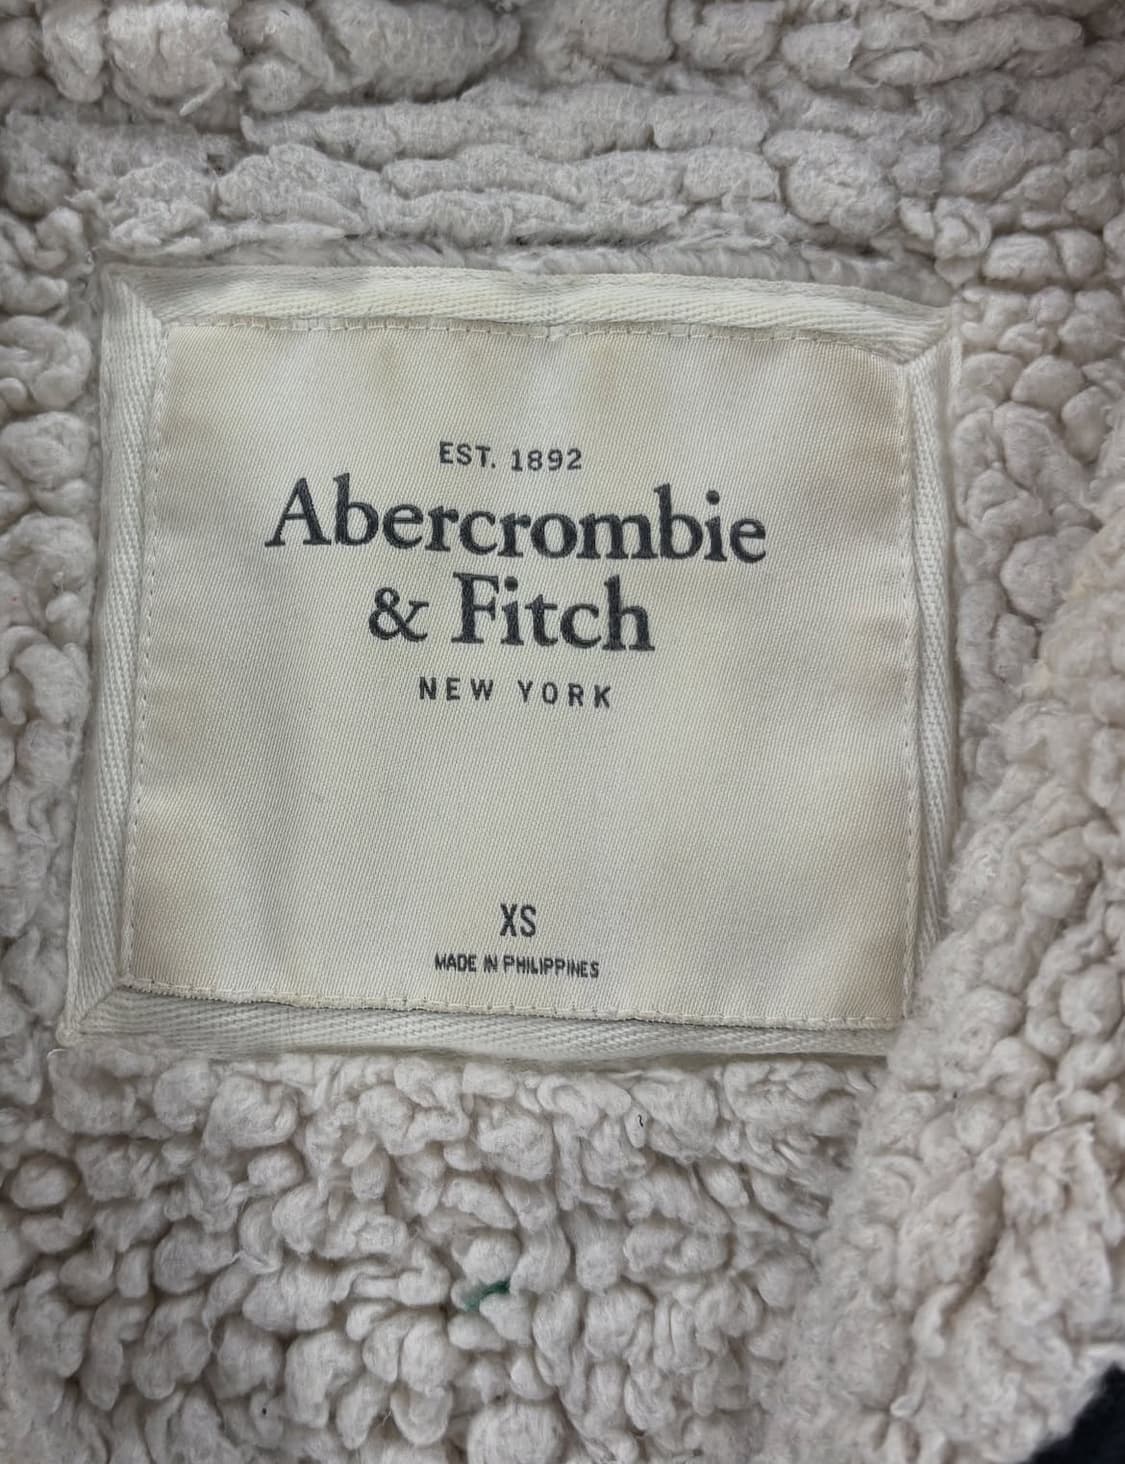 EST. 1892
Abercrombie
& Fitch
NEW YORK
XS
MADE IN PHILIPPINES